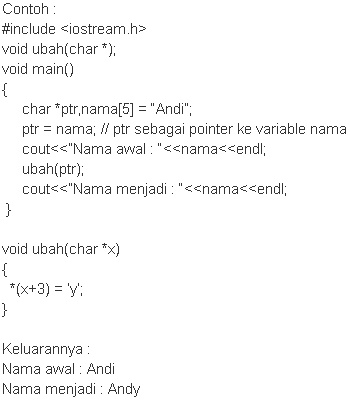 Contoh :
#include <iostream.h>
void ubah(char *);
void main()
{
char *ptr,nama[5] = "Andi";
ptr = nama; // ptr sebagai pointer ke variable nama
cout<<"Nama awal : "<<nama<<endl;
ubah(ptr);
cout<<"Nama menjadi : "<<nama<<endl;
}
void ubah(char *x)
{
*(x+3) = 'y';
}
Keluarannya :
Nama awal : Andi
Nama menjadi : Andy